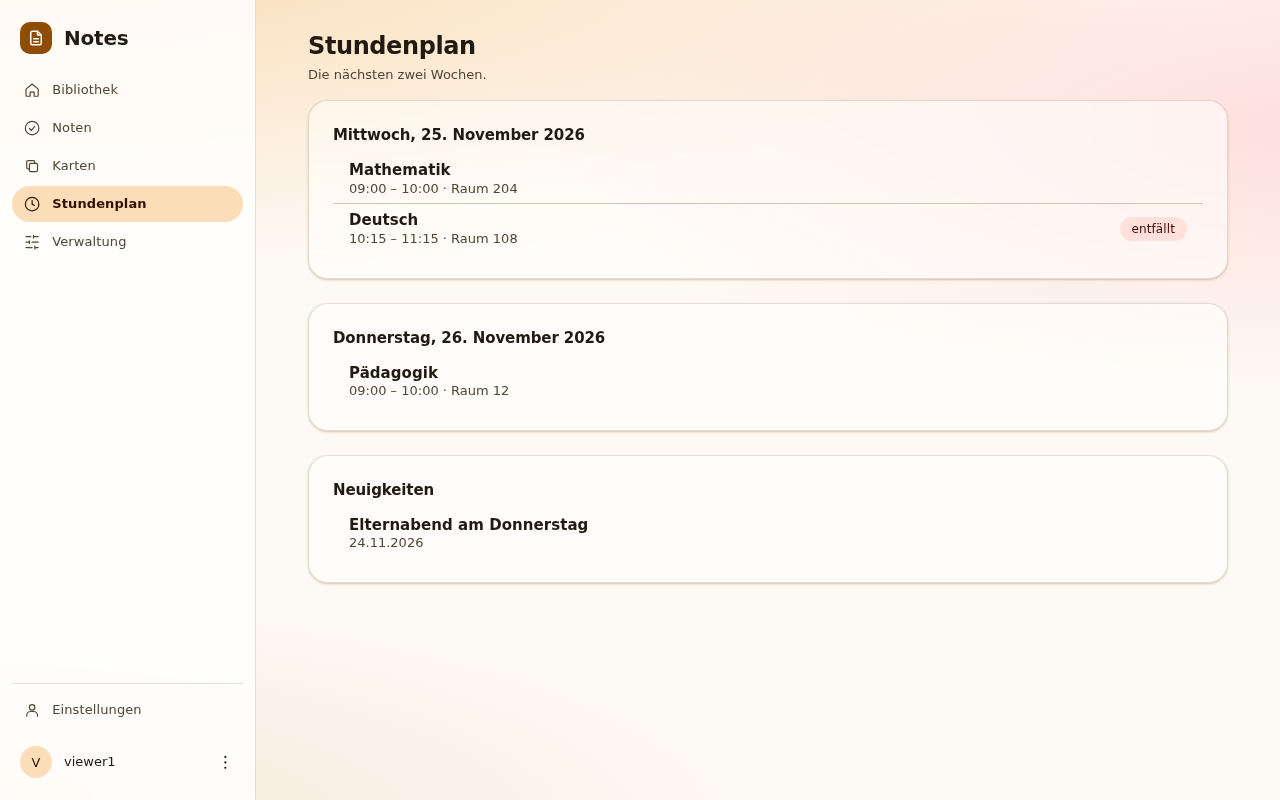 Notes
Bibliothek
Noten
Karten
Stundenplan
Verwaltung
Einstellungen
V
viewer1
Stundenplan
Die nächsten zwei Wochen.
Mittwoch, 25. November 2026
Mathematik
09:00 – 10:00 · Raum 204
Deutsch
10:15 – 11:15 · Raum 108
entfällt
Donnerstag, 26. November 2026
Pädagogik
09:00 – 10:00 · Raum 12
Neuigkeiten
Elternabend am Donnerstag
24.11.2026